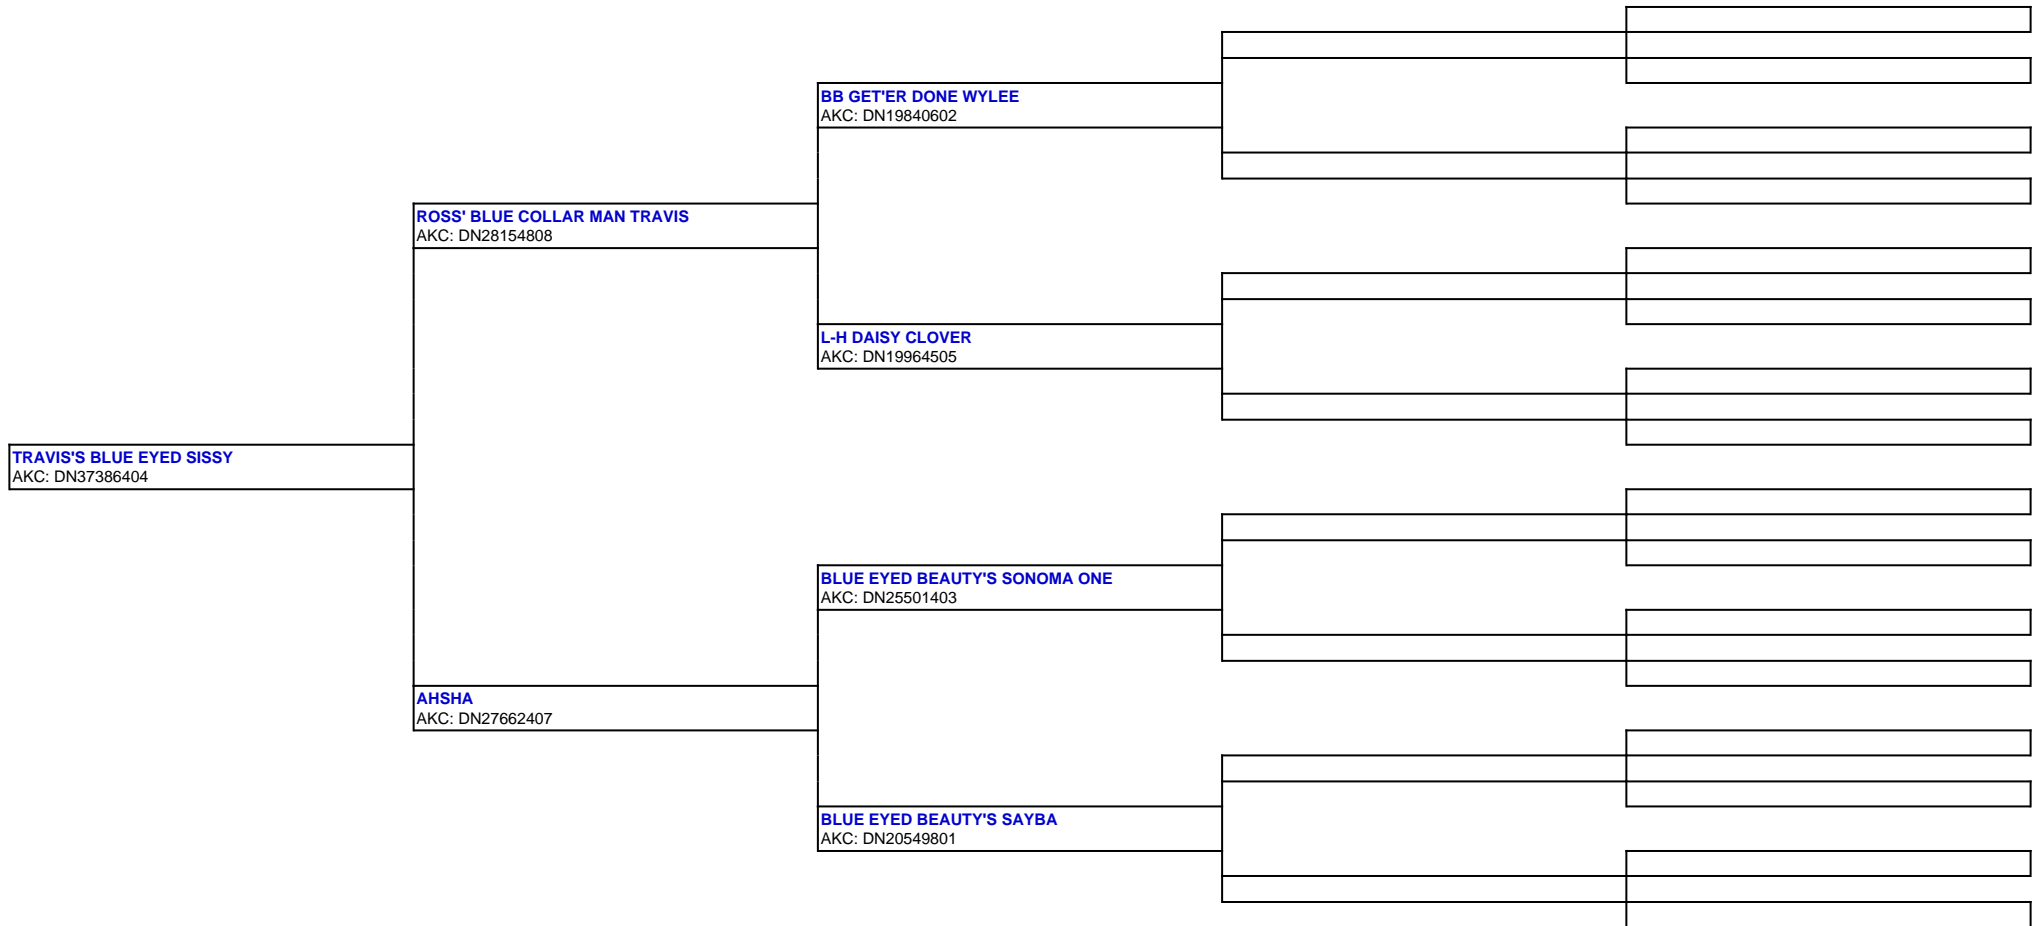 BB GET'ER DONE WYLEE
AKC: DN19840602
ROSS' BLUE COLLAR MAN TRAVIS
AKC: DN28154808
L-H DAISY CLOVER
AKC: DN19964505
TRAVIS'S BLUE EYED SISSY
AKC: DN37386404
BLUE EYED BEAUTY'S SONOMA ONE
AKC: DN25501403
AHSHA
AKC: DN27662407
BLUE EYED BEAUTY'S SAYBA
AKC: DN20549801